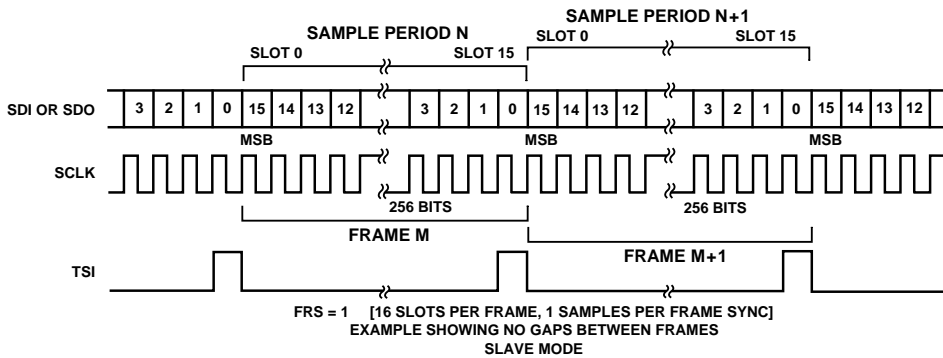 SAMPLE PERIOD N
SAMPLE PERIOD N+1
SLOT 0 SLOT 15 SLOT 0 SLOT 15
SDI OR SDO 3 2 1 0 15 14 13 12 3 2 1 0 15 14 13 12 3 2 1 0 15 14 13 12
MSB MSB MSB
SCLK
256 BITS 256 BITS
FRAME M FRAME M+1
TSI
FRS = 1 [16 SLOTS PER FRAME, 1 SAMPLES PER FRAME SYNC]
EXAMPLE SHOWING NO GAPS BETWEEN FRAMES
SLAVE MODE